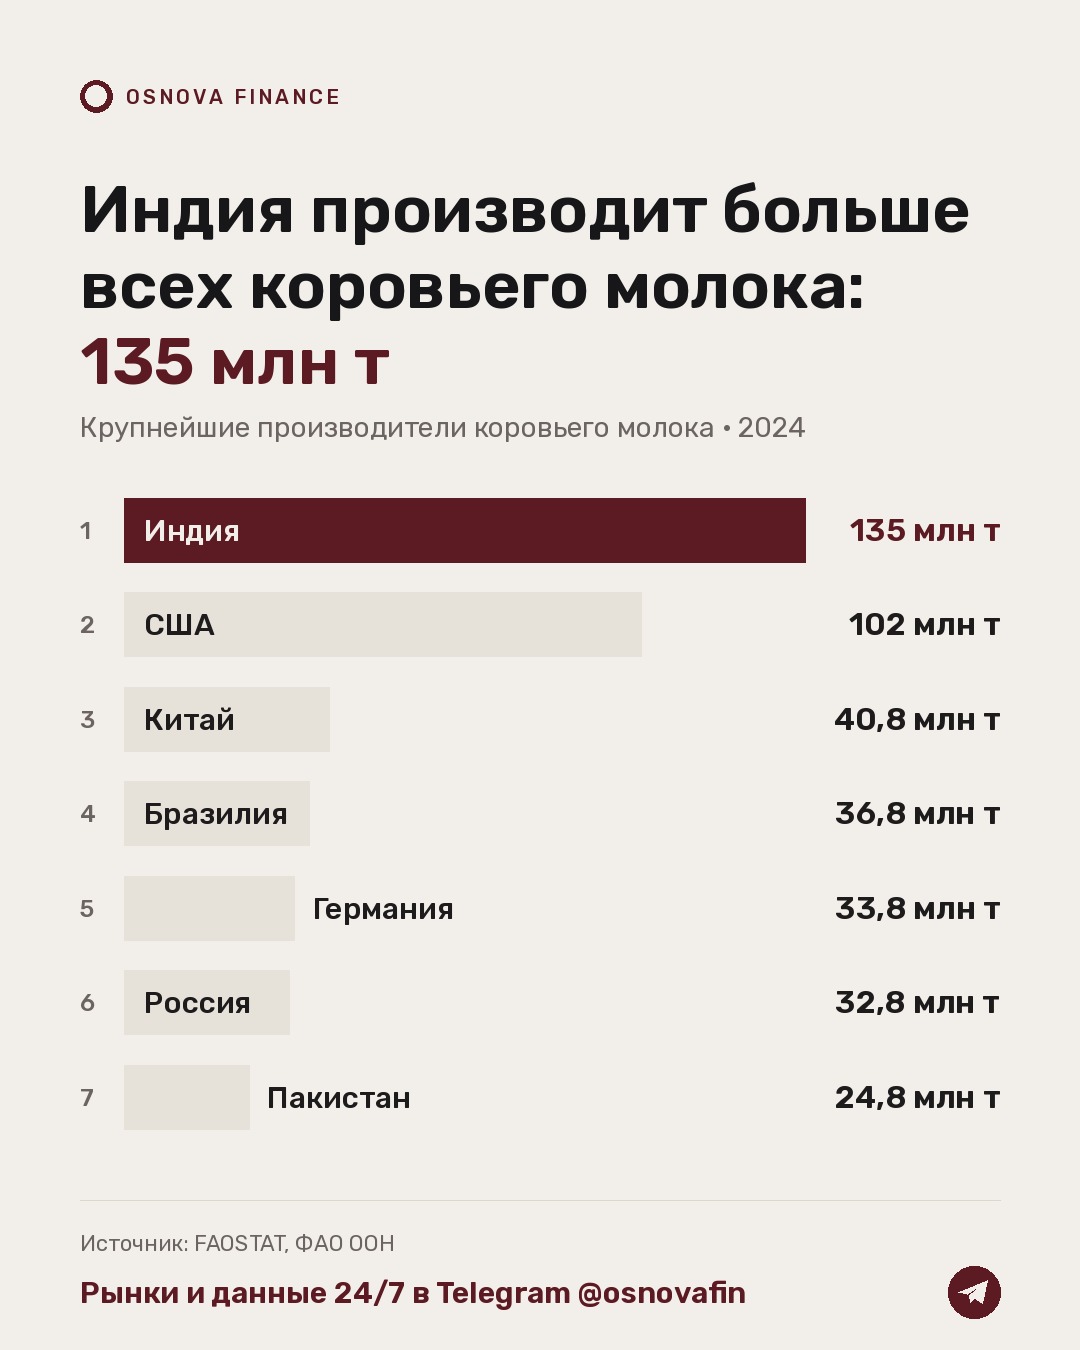 OSNOVA FINANCE
Индия производит больше
всех коровьего молока:
135 млн т
Крупнейшие производители коровьего молока • 2024
1 Индия 135 млн т
2 США 102 млн т
3 Китай 40,8 млн т
4 Бразилия 36,8 млн т
5 Германия 33,8 млн т
6 Россия 32,8 млн т
7 Пакистан 24,8 млн т
Источник: FAOSTAT, ФАО ООН
Рынки и данные 24/7 в Telegram @osnovafin